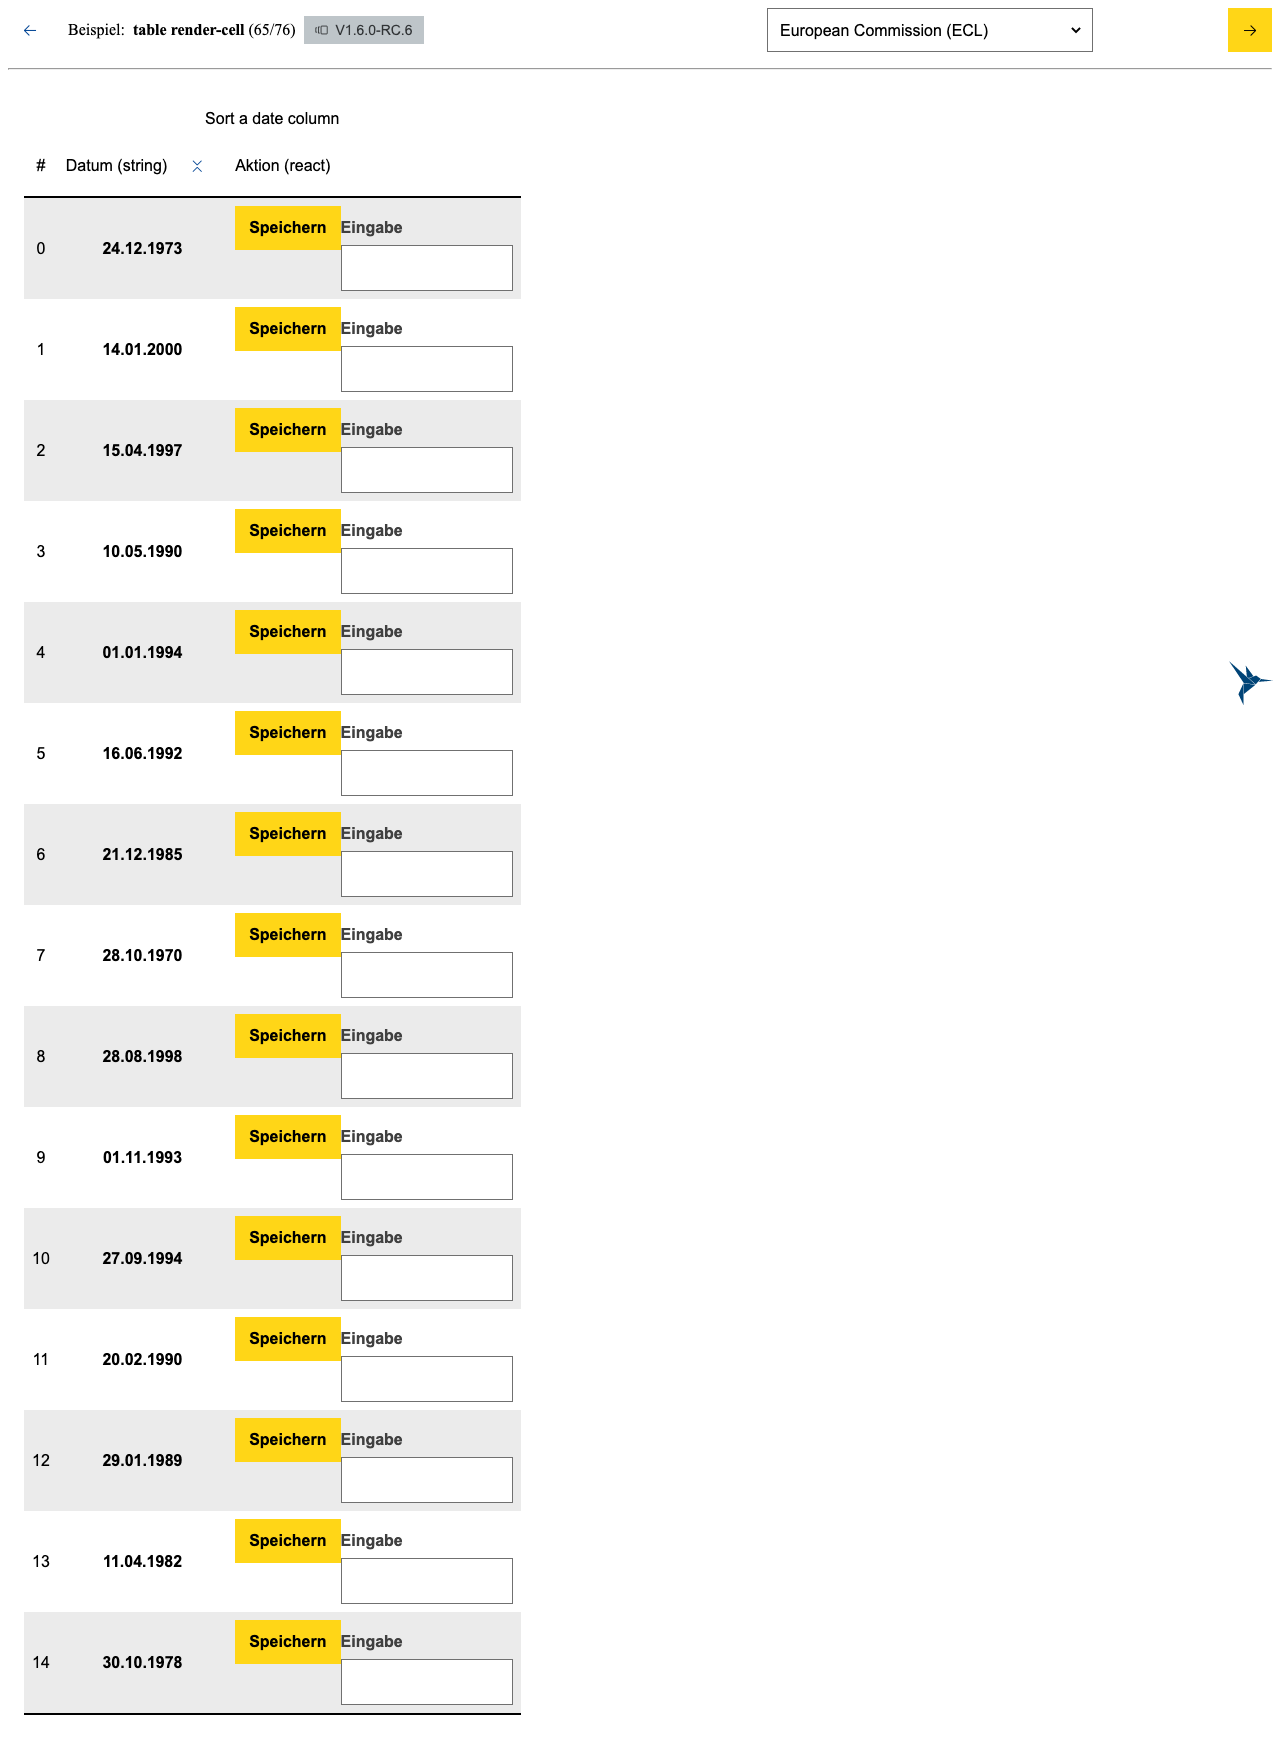 Beispiel: table render-cell (65/76) V1.6.0-RC.6 European Commission (ECL)
Sort a date column
# Datum (string) Aktion (react)
0 24.12.1973 Speichern Eingabe
1 14.01.2000 Speichern Eingabe
2 15.04.1997 Speichern Eingabe
3 10.05.1990 Speichern Eingabe
4 01.01.1994 Speichern Eingabe
5 16.06.1992 Speichern Eingabe
6 21.12.1985 Speichern Eingabe
7 28.10.1970 Speichern Eingabe
8 28.08.1998 Speichern Eingabe
9 01.11.1993 Speichern Eingabe
10 27.09.1994 Speichern Eingabe
11 20.02.1990 Speichern Eingabe
12 29.01.1989 Speichern Eingabe
13 11.04.1982 Speichern Eingabe
14 30.10.1978 Speichern Eingabe